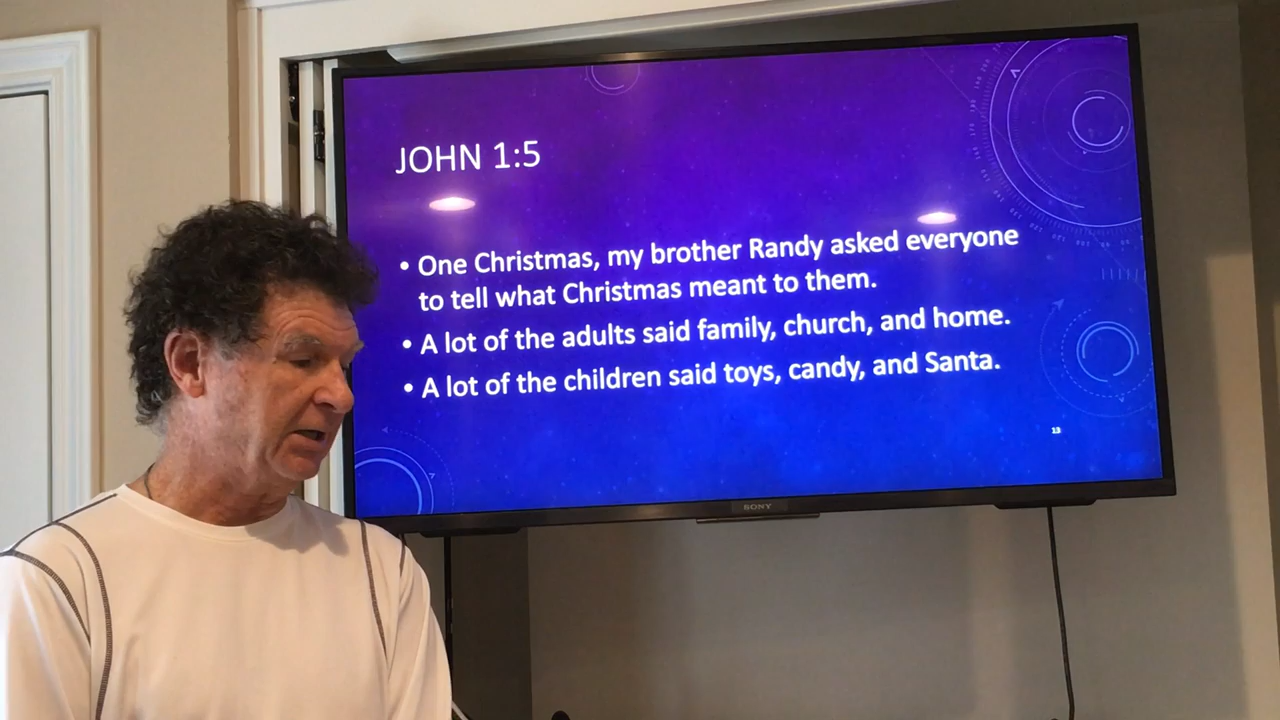 JOHN 1:5
• One Christmas, my brother Randy asked everyone
to tell what Christmas meant to them.
• A lot of the adults said family, church, and home.
• A lot of the children said toys, candy, and Santa.
13
SONY